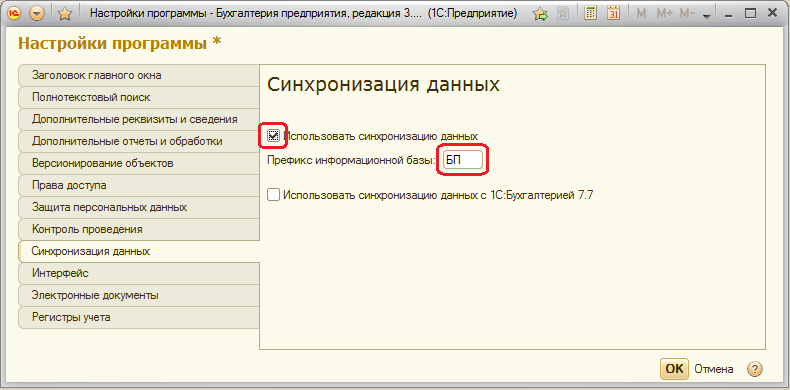 Настройки программы - Бухгалтерия предприятия, редакция 3.... (1С:Предприятие)
31
M M+ M-
Настройки программы *
Заголовок главного окна
Полнотекстовый поиск
Дополнительные реквизиты и сведения
Дополнительные отчеты и обработки
Версионирование объектов
Права доступа
Защита персональных данных
Контроль проведения
Синхронизация данных
Интерфейс
Электронные документы
Регистры учета
Синхронизация данных
Использовать синхронизацию данных
Префикс информационной базы: БП
Использовать синхронизацию данных с 1С:Бухгалтерией 7.7
ОК Отмена ?